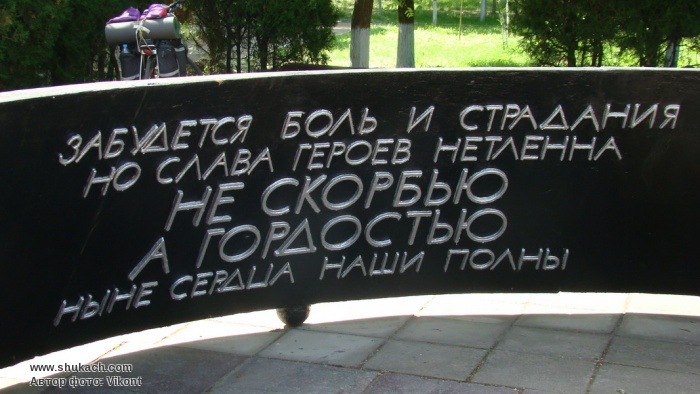 ЗАБУДЕТСЯ БОЛЬ И СТРАДАНИЯ
НО СЛАВА ГЕРОЕВ НЕТЛЕННА
НЕ СКОРБЬЮ
А ГОРДОСТЬЮ
НЫНЕ СЕРДЦА НАШИ ПОЛНЫ
www.shukach.com
Автор фото: Vikont